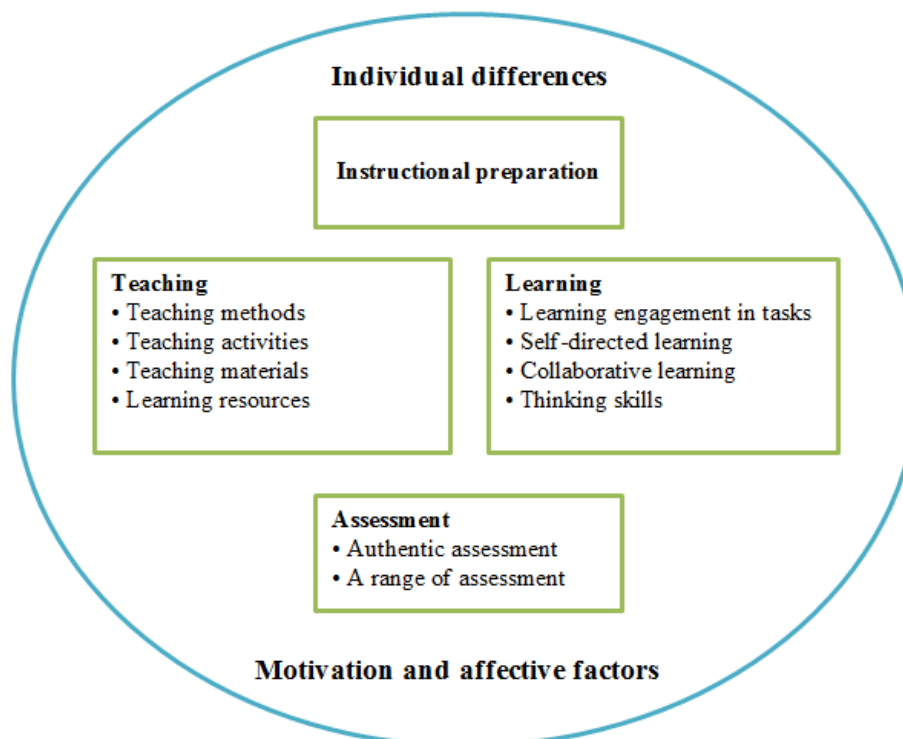 Individual differences
Instructional preparation
Teaching
• Teaching methods
• Teaching activities
• Teaching materials
• Learning resources
Learning
• Learning engagement in tasks
• Self-directed learning
• Collaborative learning
• Thinking skills
Assessment
• Authentic assessment
• A range of assessment
Motivation and affective factors